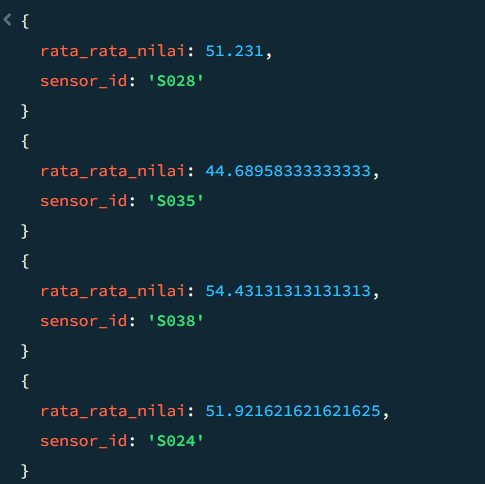 {
rata_rata_nilai: 51.231,
sensor_id: 'S028'
}
{
rata_rata_nilai: 44.68958333333333,
sensor_id: 'S035'
}
{
rata_rata_nilai: 54.43131313131313,
sensor_id: 'S038'
}
{
rata_rata_nilai: 51.921621621621625,
sensor_id: 'S024'
}